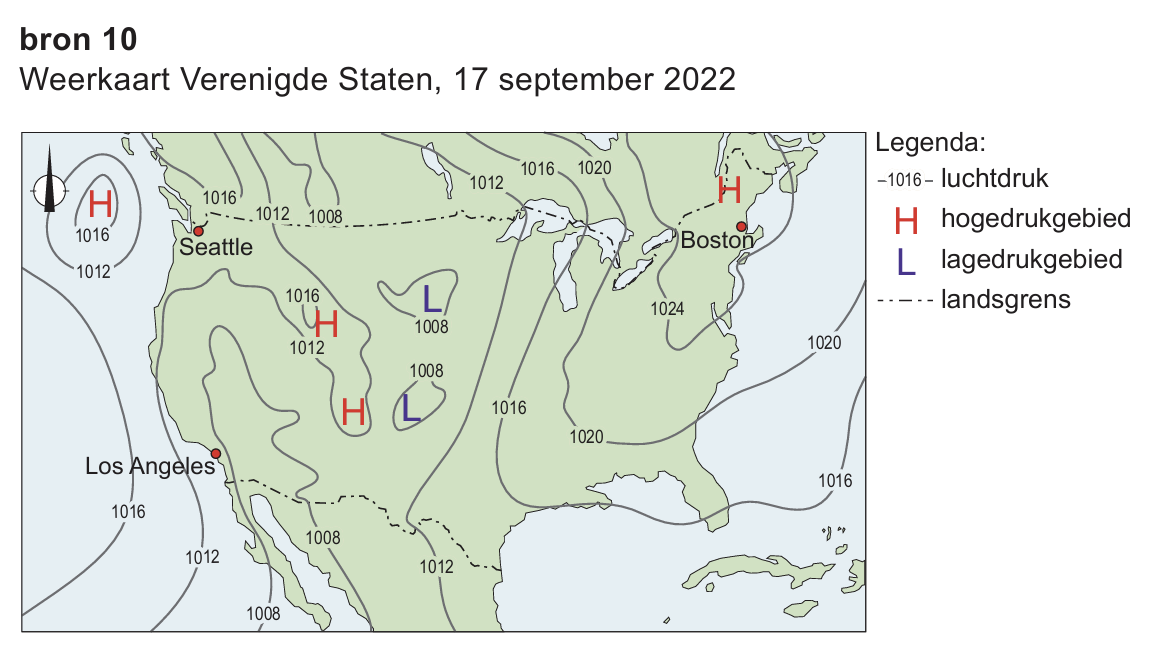 bron 10
Weerkaart Verenigde Staten, 17 september 2022
Legenda:
–1016– luchtdruk
H hogedrukgebied
L lagedrukgebied
landsgrens
1016
1020
1012
1016
1012
1008
H
H
1016
Seattle
Boston
1012
1016
L
1024
H
1008
1012
1020
1008
H
L
1016
1020
Los Angeles
1016
1016
1008
1012
1012
1008